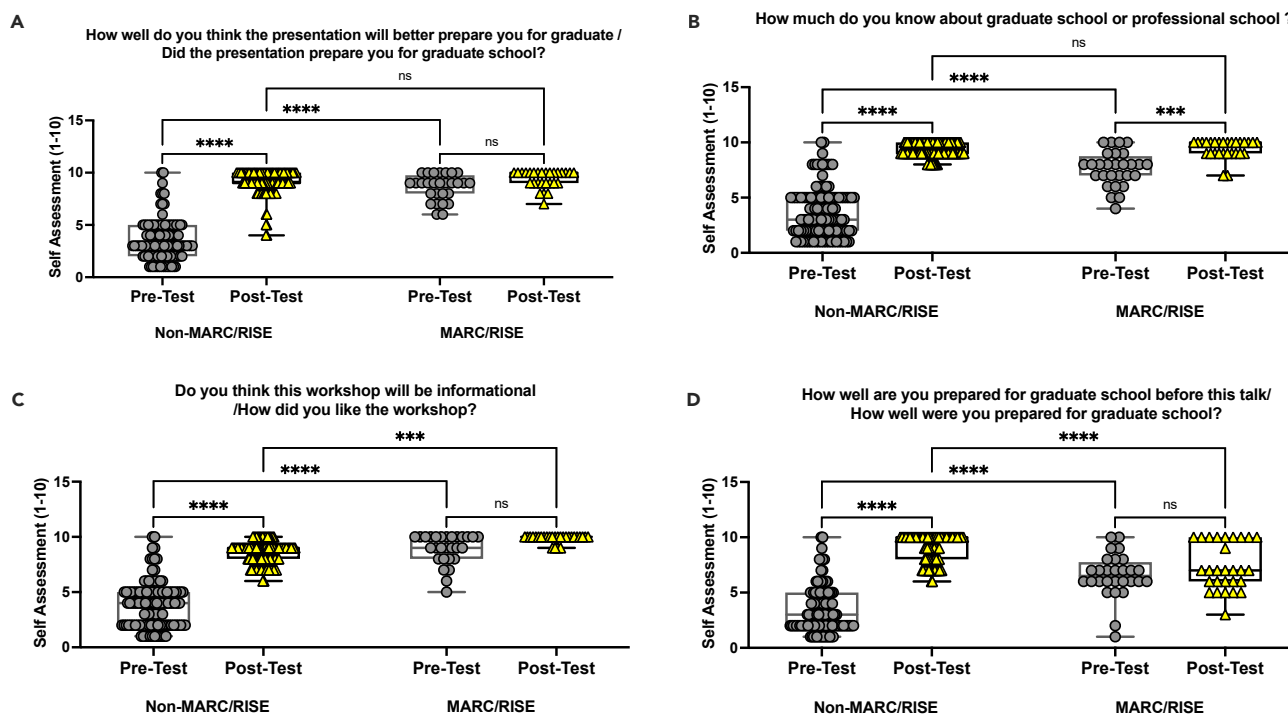 A
How well do you think the presentation will better prepare you for graduate /
Did the presentation prepare you for graduate school?
ns
****
****
ns
15
10
5
0
Self Assessment (1-10)
Pre-Test
Post-Test
Pre-Test
Post-Test
Non-MARC/RISE
MARC/RISE
B
How much do you know about graduate school or professional school ?
ns
****
****
***
15
10
5
0
Self Assessment (1-10)
Pre-Test
Post-Test
Pre-Test
Post-Test
Non-MARC/RISE
MARC/RISE
C
Do you think this workshop will be informational
/How did you like the workshop?
***
****
****
ns
15
10
5
0
Self Assessment (1-10)
Pre-Test
Post-Test
Pre-Test
Post-Test
Non-MARC/RISE
MARC/RISE
D
How well are you prepared for graduate school before this talk/
How well were you prepared for graduate school?
****
****
****
ns
15
10
5
0
Self Assessment (1-10)
Pre-Test
Post-Test
Pre-Test
Post-Test
Non-MARC/RISE
MARC/RISE